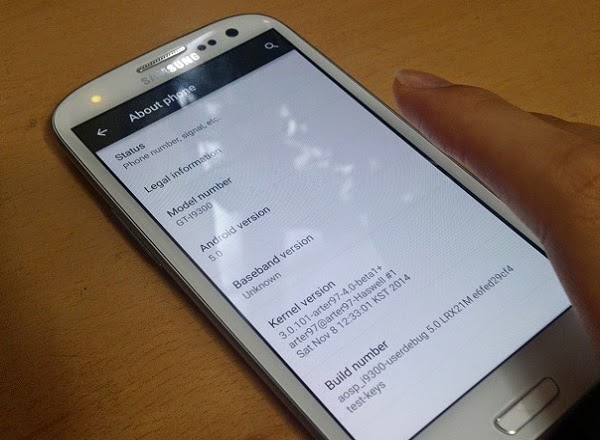 SAMSUNG
About phone
Status
Phone number, signal, etc.
Legal information
Model number
GT-I9300
Android version
5.0
Baseband version
Unknown
Kernel version
3.0.101-arter97-4.0-beta1+
arter97@arter97-Haswell #1
Sat Nov 8 12:33:01 KST 2014
Build number
aosp_i9300-userdebug 5.0 LRX21M e6fed29cf4
test-keys